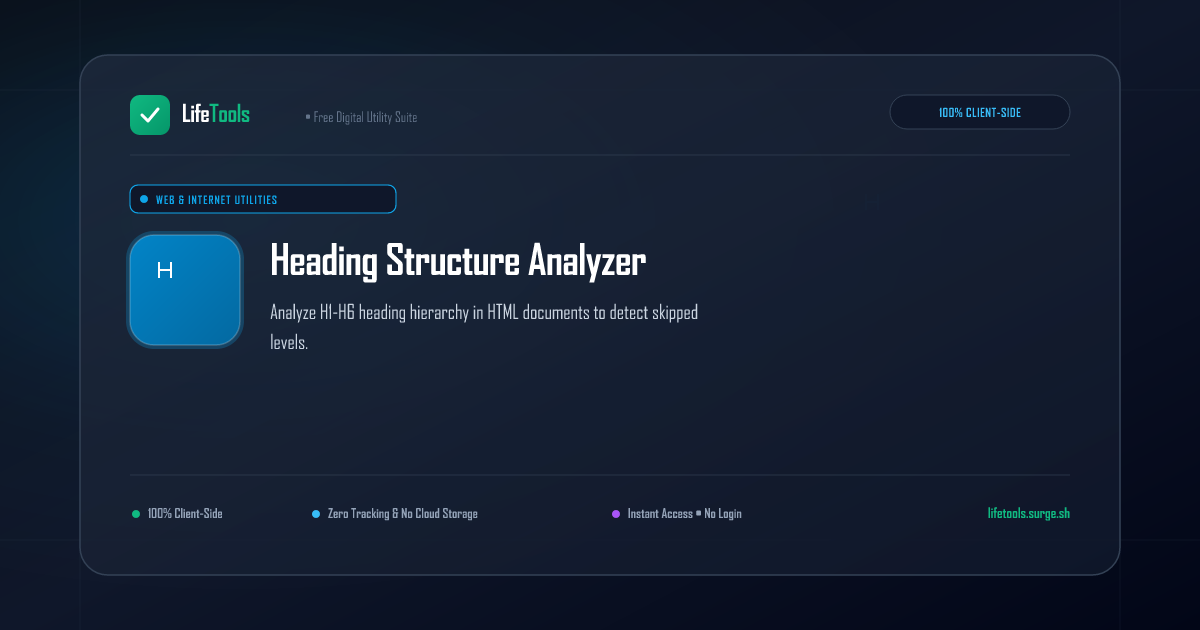 LifeTools
▪ Free Digital Utility Suite
100% CLIENT-SIDE
WEB & INTERNET UTILITIES
H
Heading Structure Analyzer
Analyze H1-H6 heading hierarchy in HTML documents to detect skipped
levels.
100% Client-Side
Zero Tracking & No Cloud Storage
Instant Access ▪ No Login
lifetools.surge.sh